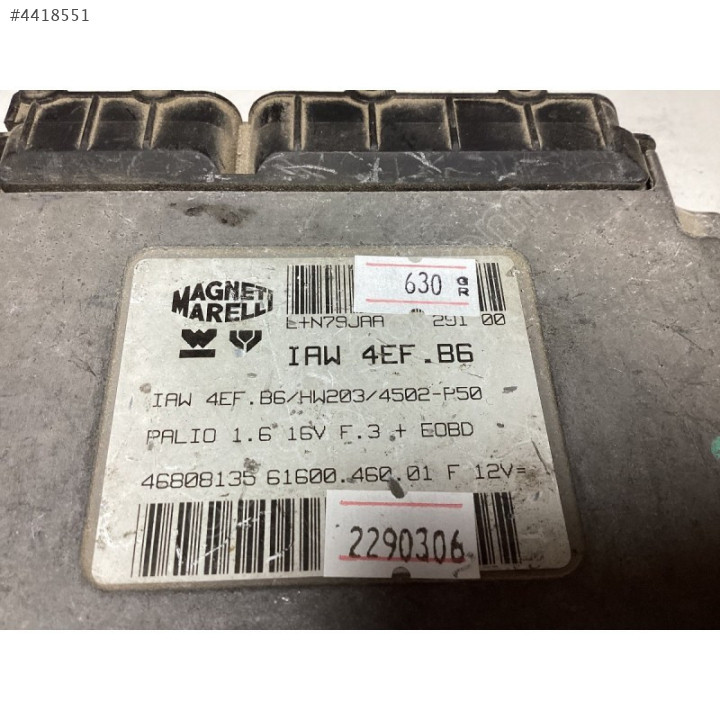 #4418551
630 GR
MAGNETI
MARELLI
E+N79JAA 291 00
IAW 4EF.B6
IAW 4EF.B6/HW203/4502-P50
PALIO 1.6 16V F.3 + EOBD
46808135 61600.460.01 F 12V=
2290306